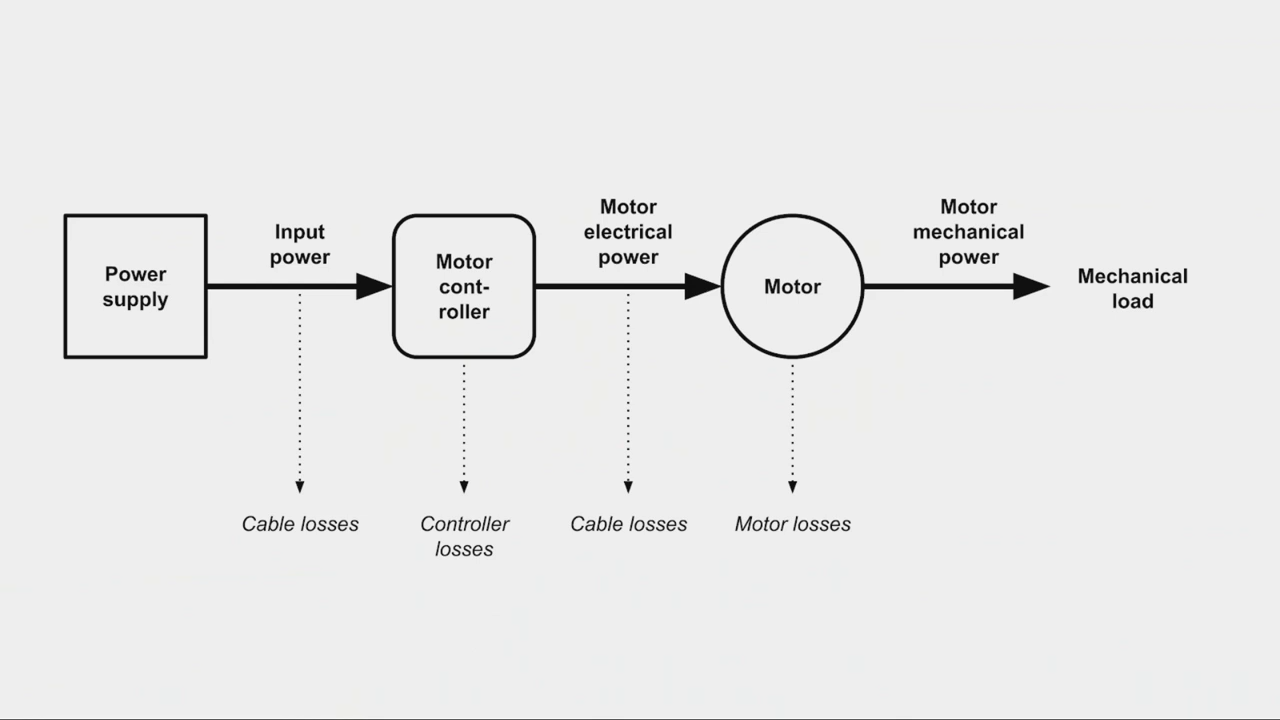 Power
supply
Input
power
Motor
cont-
roller
Motor
electrical
power
Motor
Motor
mechanical
power
Mechanical
load
Cable losses
Controller
losses
Cable losses
Motor losses